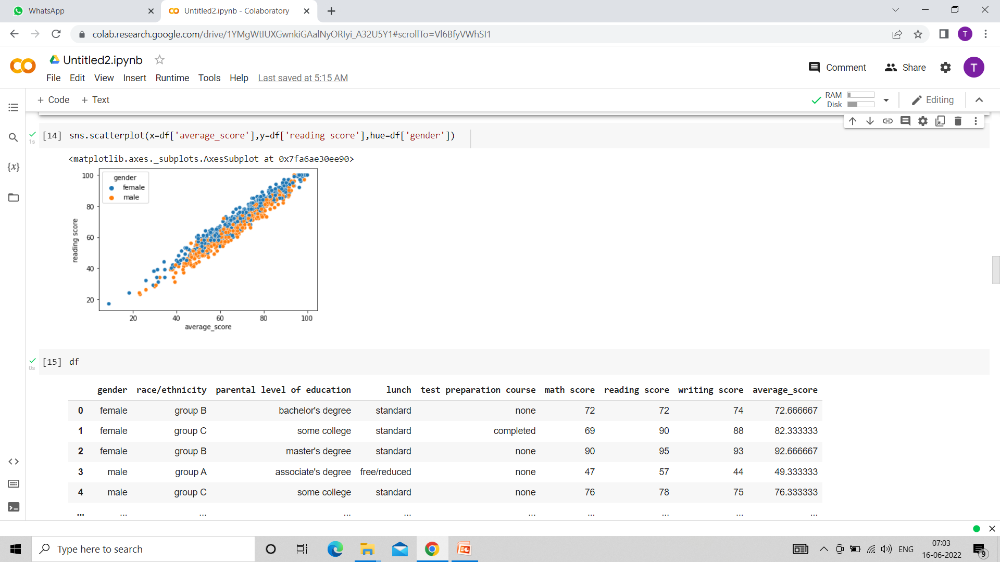 WhatsApp
Untitled2.ipynb - Colaboratory
colab.research.google.com/drive/1YMgWtIUXGwnkiGAalNyORIyi_A32U5Y1#scrollTo=Vl6BfyVWhSI1
T
Untitled2.ipynb
Comment
Share
T
File Edit View Insert Runtime Tools Help Last saved at 5:15 AM
+ Code + Text
RAM
Disk
Editing
[14] sns.scatterplot(x=df['average_score'],y=df['reading score'],hue=df['gender'])
1s
<matplotlib.axes._subplots.AxesSubplot at 0x7fa6ae30ee90>
{x}
gender
female
male
100
80
60
40
20
reading score
20 40 60 80 100
average_score
[15] df
0s
gender race/ethnicity parental level of education lunch test preparation course math score reading score writing score average_score
0 female group B bachelor's degree standard none 72 72 74 72.666667
1 female group C some college standard completed 69 90 88 82.333333
2 female group B master's degree standard none 90 95 93 92.666667
3 male group A associate's degree free/reduced none 47 57 44 49.333333
4 male group C some college standard none 76 78 75 76.333333
... ... ... ... ... ... ... ... ... ...
Type here to search
ENG
07:03
16-06-2022
9